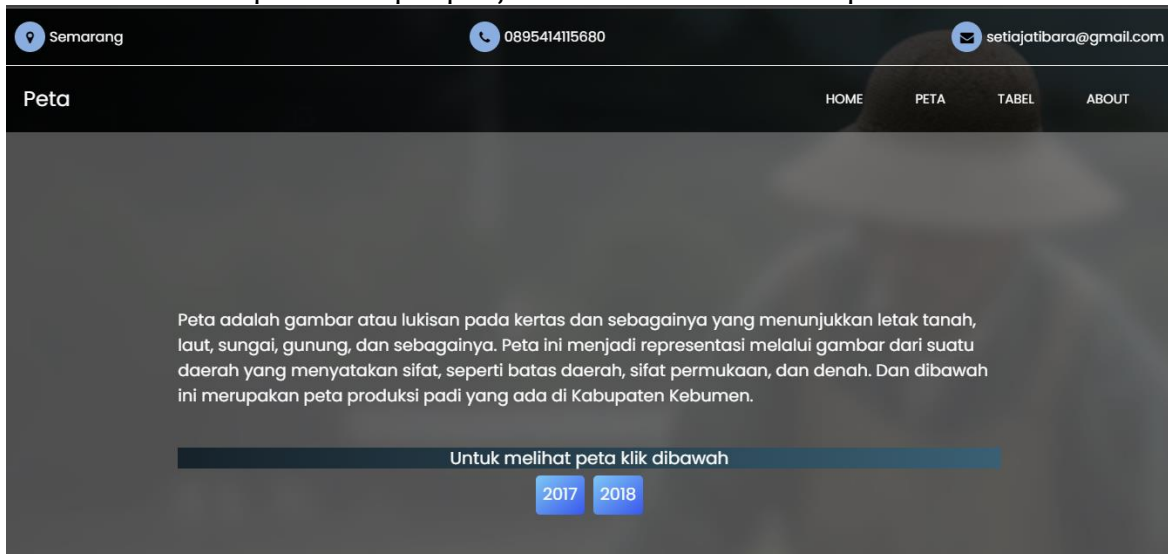 Semarang
0895414115680
setiajatibara@gmail.com
Peta
HOME
PETA
TABEL
ABOUT
Peta adalah gambar atau lukisan pada kertas dan sebagainya yang menunjukkan letak tanah,
laut, sungai, gunung, dan sebagainya. Peta ini menjadi representasi melalui gambar dari suatu
daerah yang menyatakan sifat, seperti batas daerah, sifat permukaan, dan denah. Dan dibawah
ini merupakan peta produksi padi yang ada di Kabupaten Kebumen.
Untuk melihat peta klik dibawah
2017
2018